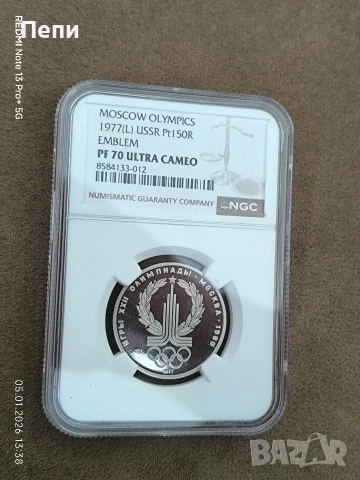 Пепи
MOSCOW OLYMPICS
1977(L) USSR Pt150R
EMBLEM
PF 70 ULTRA CAMEO
8584133-012
NUMISMATIC GUARANTY COMPANY
NGC
ИГРЫ XXII ОЛИМПИАДЫ • МОСКВА • 1980
1977
REDMI Note 13 Pro+ 5G
05.01.2026 13:38
BAZAR